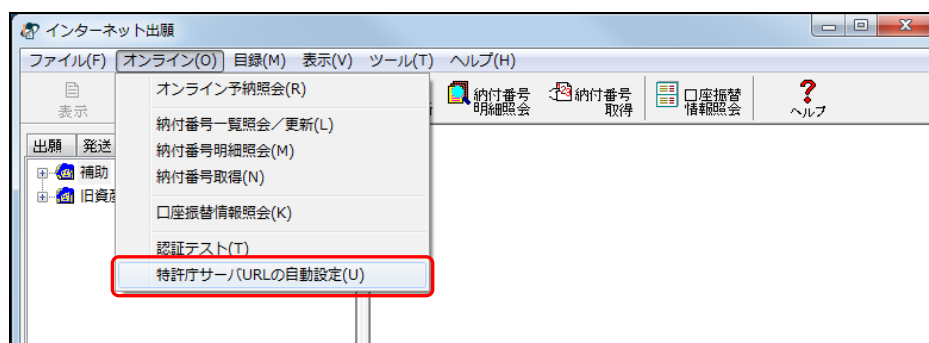 インターネット出願
ファイル(F) オンライン(O) 目録(M) 表示(V) ツール(T) ヘルプ(H)
表示
納付番号
明細照会
納付番号
取得
口座振替
情報照会
ヘルプ
オンライン予納照会(R)
納付番号一覧照会/更新(L)
納付番号明細照会(M)
納付番号取得(N)
口座振替情報照会(K)
認証テスト(T)
特許庁サーバURLの自動設定(U)
出願 発送
補助
旧資産